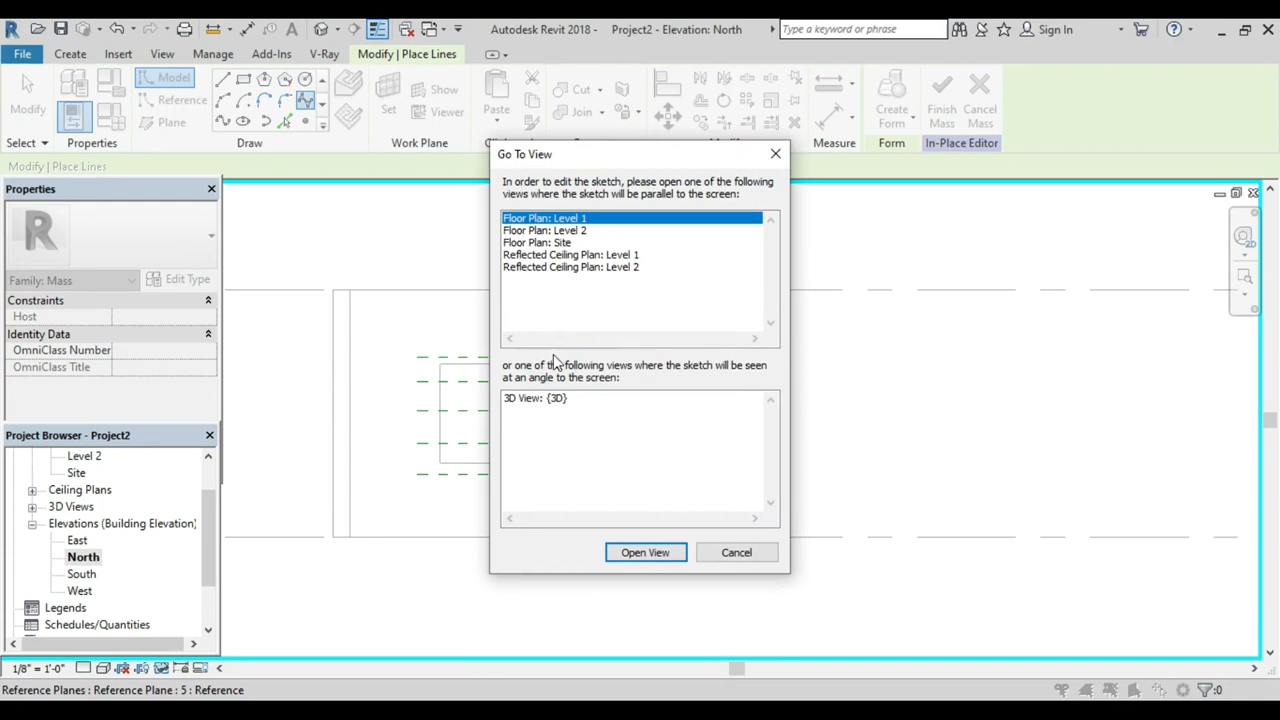 Autodesk Revit 2018 -
Project2 - Elevation: North
Type a keyword or phrase
Sign In
File
Create
Insert
View
Manage
Add-Ins
V-Ray
Modify | Place Lines
Modify
Model
Reference
Plane
Set
Show
Viewer
Paste
Cut
Join
Create
Form
Finish
Mass
Cancel
Mass
Select
Properties
Draw
Work Plane
Measure
Form
In-Place Editor
Modify | Place Lines
Properties
Family: Mass
Edit Type
Constraints
Host
Identity Data
OmniClass Number
OmniClass Title
Project Browser - Project2
Level 2
Site
Ceiling Plans
3D Views
Elevations (Building Elevation)
East
North
South
West
Legends
Schedules/Quantities
Go To View
In order to edit the sketch, please open one of the following
views where the sketch will be parallel to the screen:
Floor Plan: Level 1
Floor Plan: Level 2
Floor Plan: Site
Reflected Ceiling Plan: Level 1
Reflected Ceiling Plan: Level 2
or one of the following views where the sketch will be seen
at an angle to the screen:
3D View: {3D}
Open View
Cancel
2D
1/8" = 1'-0"
Reference Planes : Reference Plane : 5 : Reference
:0